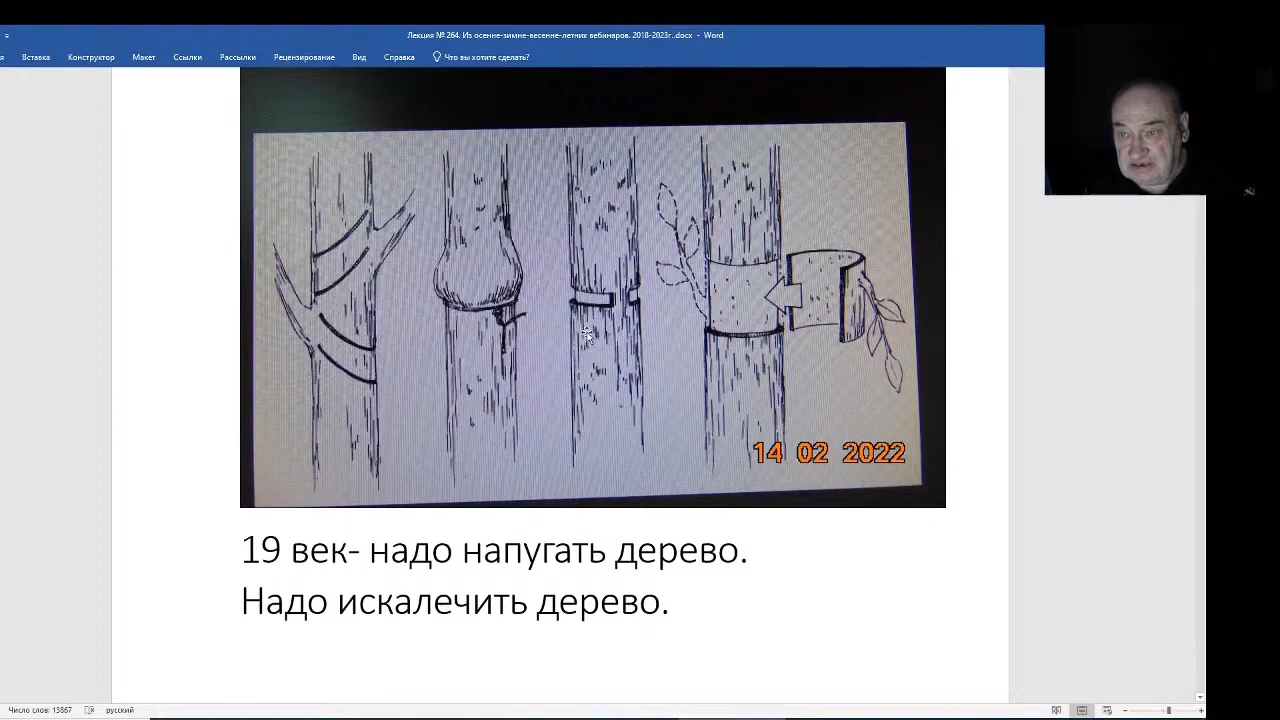 Лекция № 264. Из осенне-зимне-весенне-летних вебинаров. 2018-2023г..docx - Word
Вставка Конструктор Макет Ссылки Рассылки Рецензирование Вид Справка Что вы хотите сделать?
14 02 2022
19 век- надо напугать дерево.
Надо искалечить дерево.
Число слов: 13867 русский